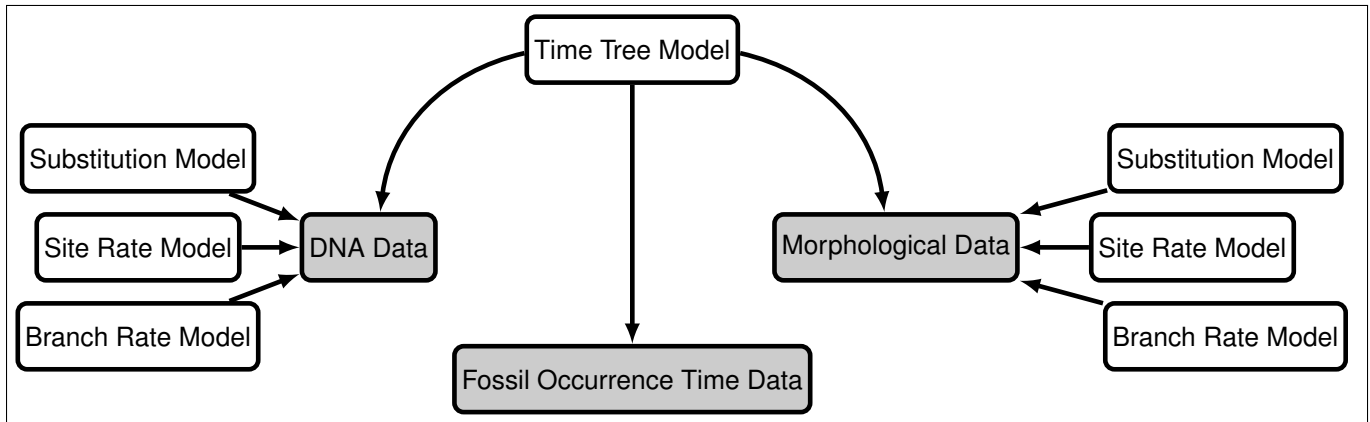 Time Tree Model
Substitution Model
Substitution Model
Site Rate Model
DNA Data
Morphological Data
Site Rate Model
Branch Rate Model
Branch Rate Model
Fossil Occurrence Time Data